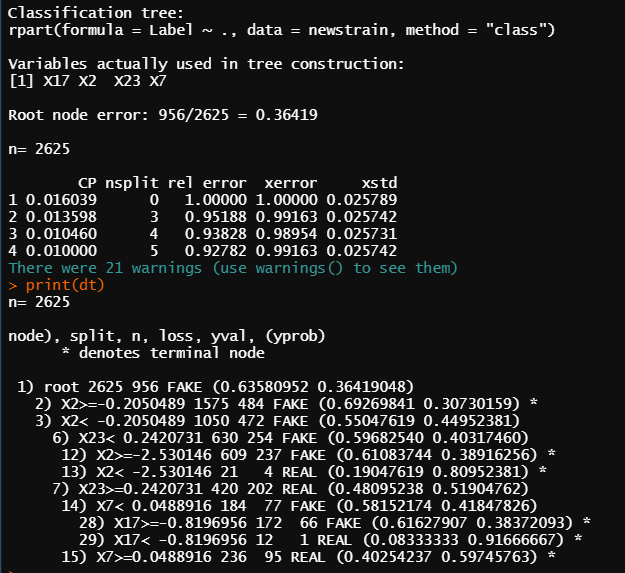 Classification tree:
rpart(formula = Label ~ ., data = newstrain, method = "class")
Variables actually used in tree construction:
[1] X17 X2  X23 X7
Root node error: 956/2625 = 0.36419
n= 2625
CP nsplit rel error  xerror     xstd
1 0.016039      0   1.00000 1.00000 0.025789
2 0.013598      3   0.95188 0.99163 0.025742
3 0.010460      4   0.93828 0.98954 0.025731
4 0.010000      5   0.92782 0.99163 0.025742
There were 21 warnings (use warnings() to see them)
> print(dt)
n= 2625
node), split, n, loss, yval, (yprob)
* denotes terminal node
1) root 2625 956 FAKE (0.63580952 0.36419048)
2) X2>=-0.2050489 1575 484 FAKE (0.69269841 0.30730159) *
3) X2< -0.2050489 1050 472 FAKE (0.55047619 0.44952381)
6) X23< 0.2420731 630 254 FAKE (0.59682540 0.40317460)
12) X2>=-2.530146 609 237 FAKE (0.61083744 0.38916256) *
13) X2< -2.530146 21   4 REAL (0.19047619 0.80952381) *
7) X23>=0.2420731 420 202 REAL (0.48095238 0.51904762)
14) X7< 0.0488916 184  77 FAKE (0.58152174 0.41847826)
28) X17>=-0.8196956 172  66 FAKE (0.61627907 0.38372093) *
29) X17< -0.8196956 12   1 REAL (0.08333333 0.91666667) *
15) X7>=0.0488916 236  95 REAL (0.40254237 0.59745763) *